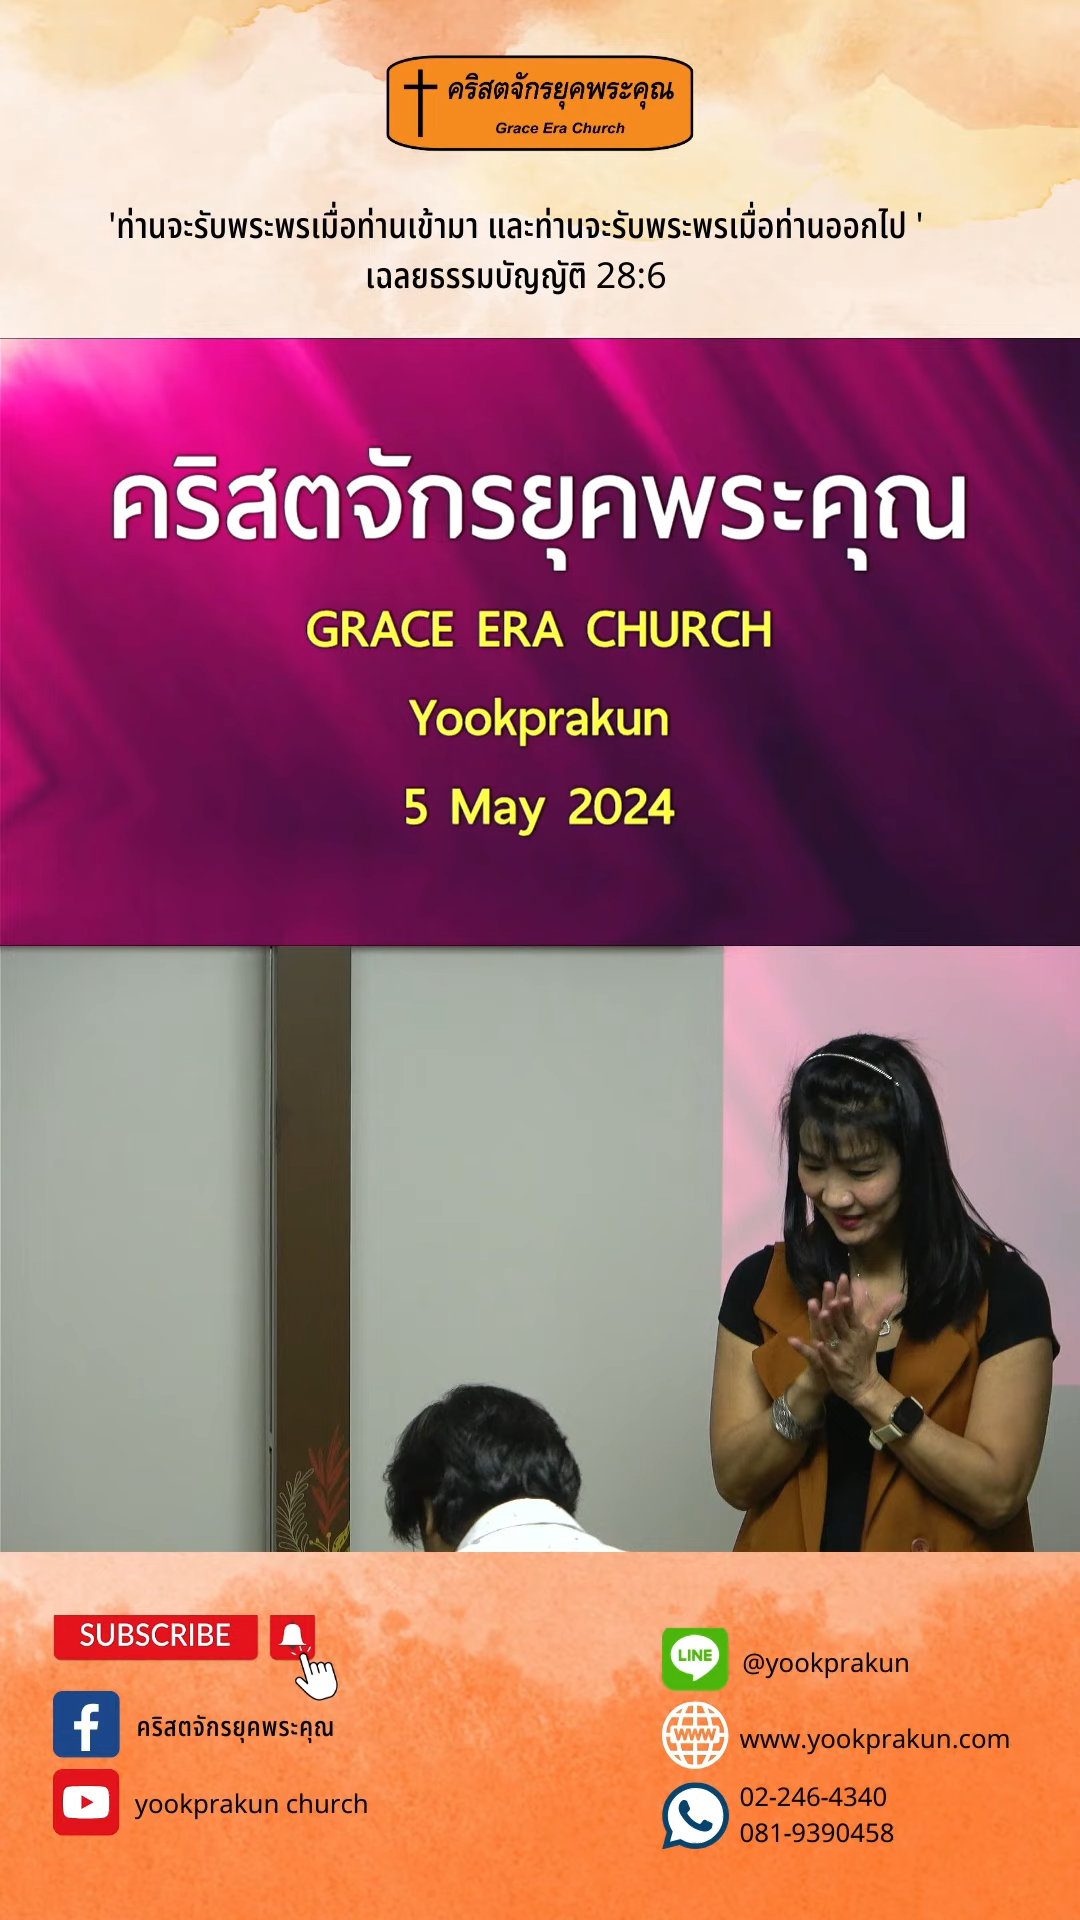 คริสตจักรยุคพระคุณ
Grace Era Church
'ท่านจะรับพระพรเมื่อท่านเข้ามา และท่านจะรับพระพรเมื่อท่านออกไป '
เฉลยธรรมบัญญัติ 28:6
คริสตจักรยุคพระคุณ
GRACE ERA CHURCH
Yookprakun
5 May 2024
SUBSCRIBE
คริสตจักรยุคพระคุณ
yookprakun church
LINE
@yookprakun
WWW
www.yookprakun.com
02-246-4340
081-9390458